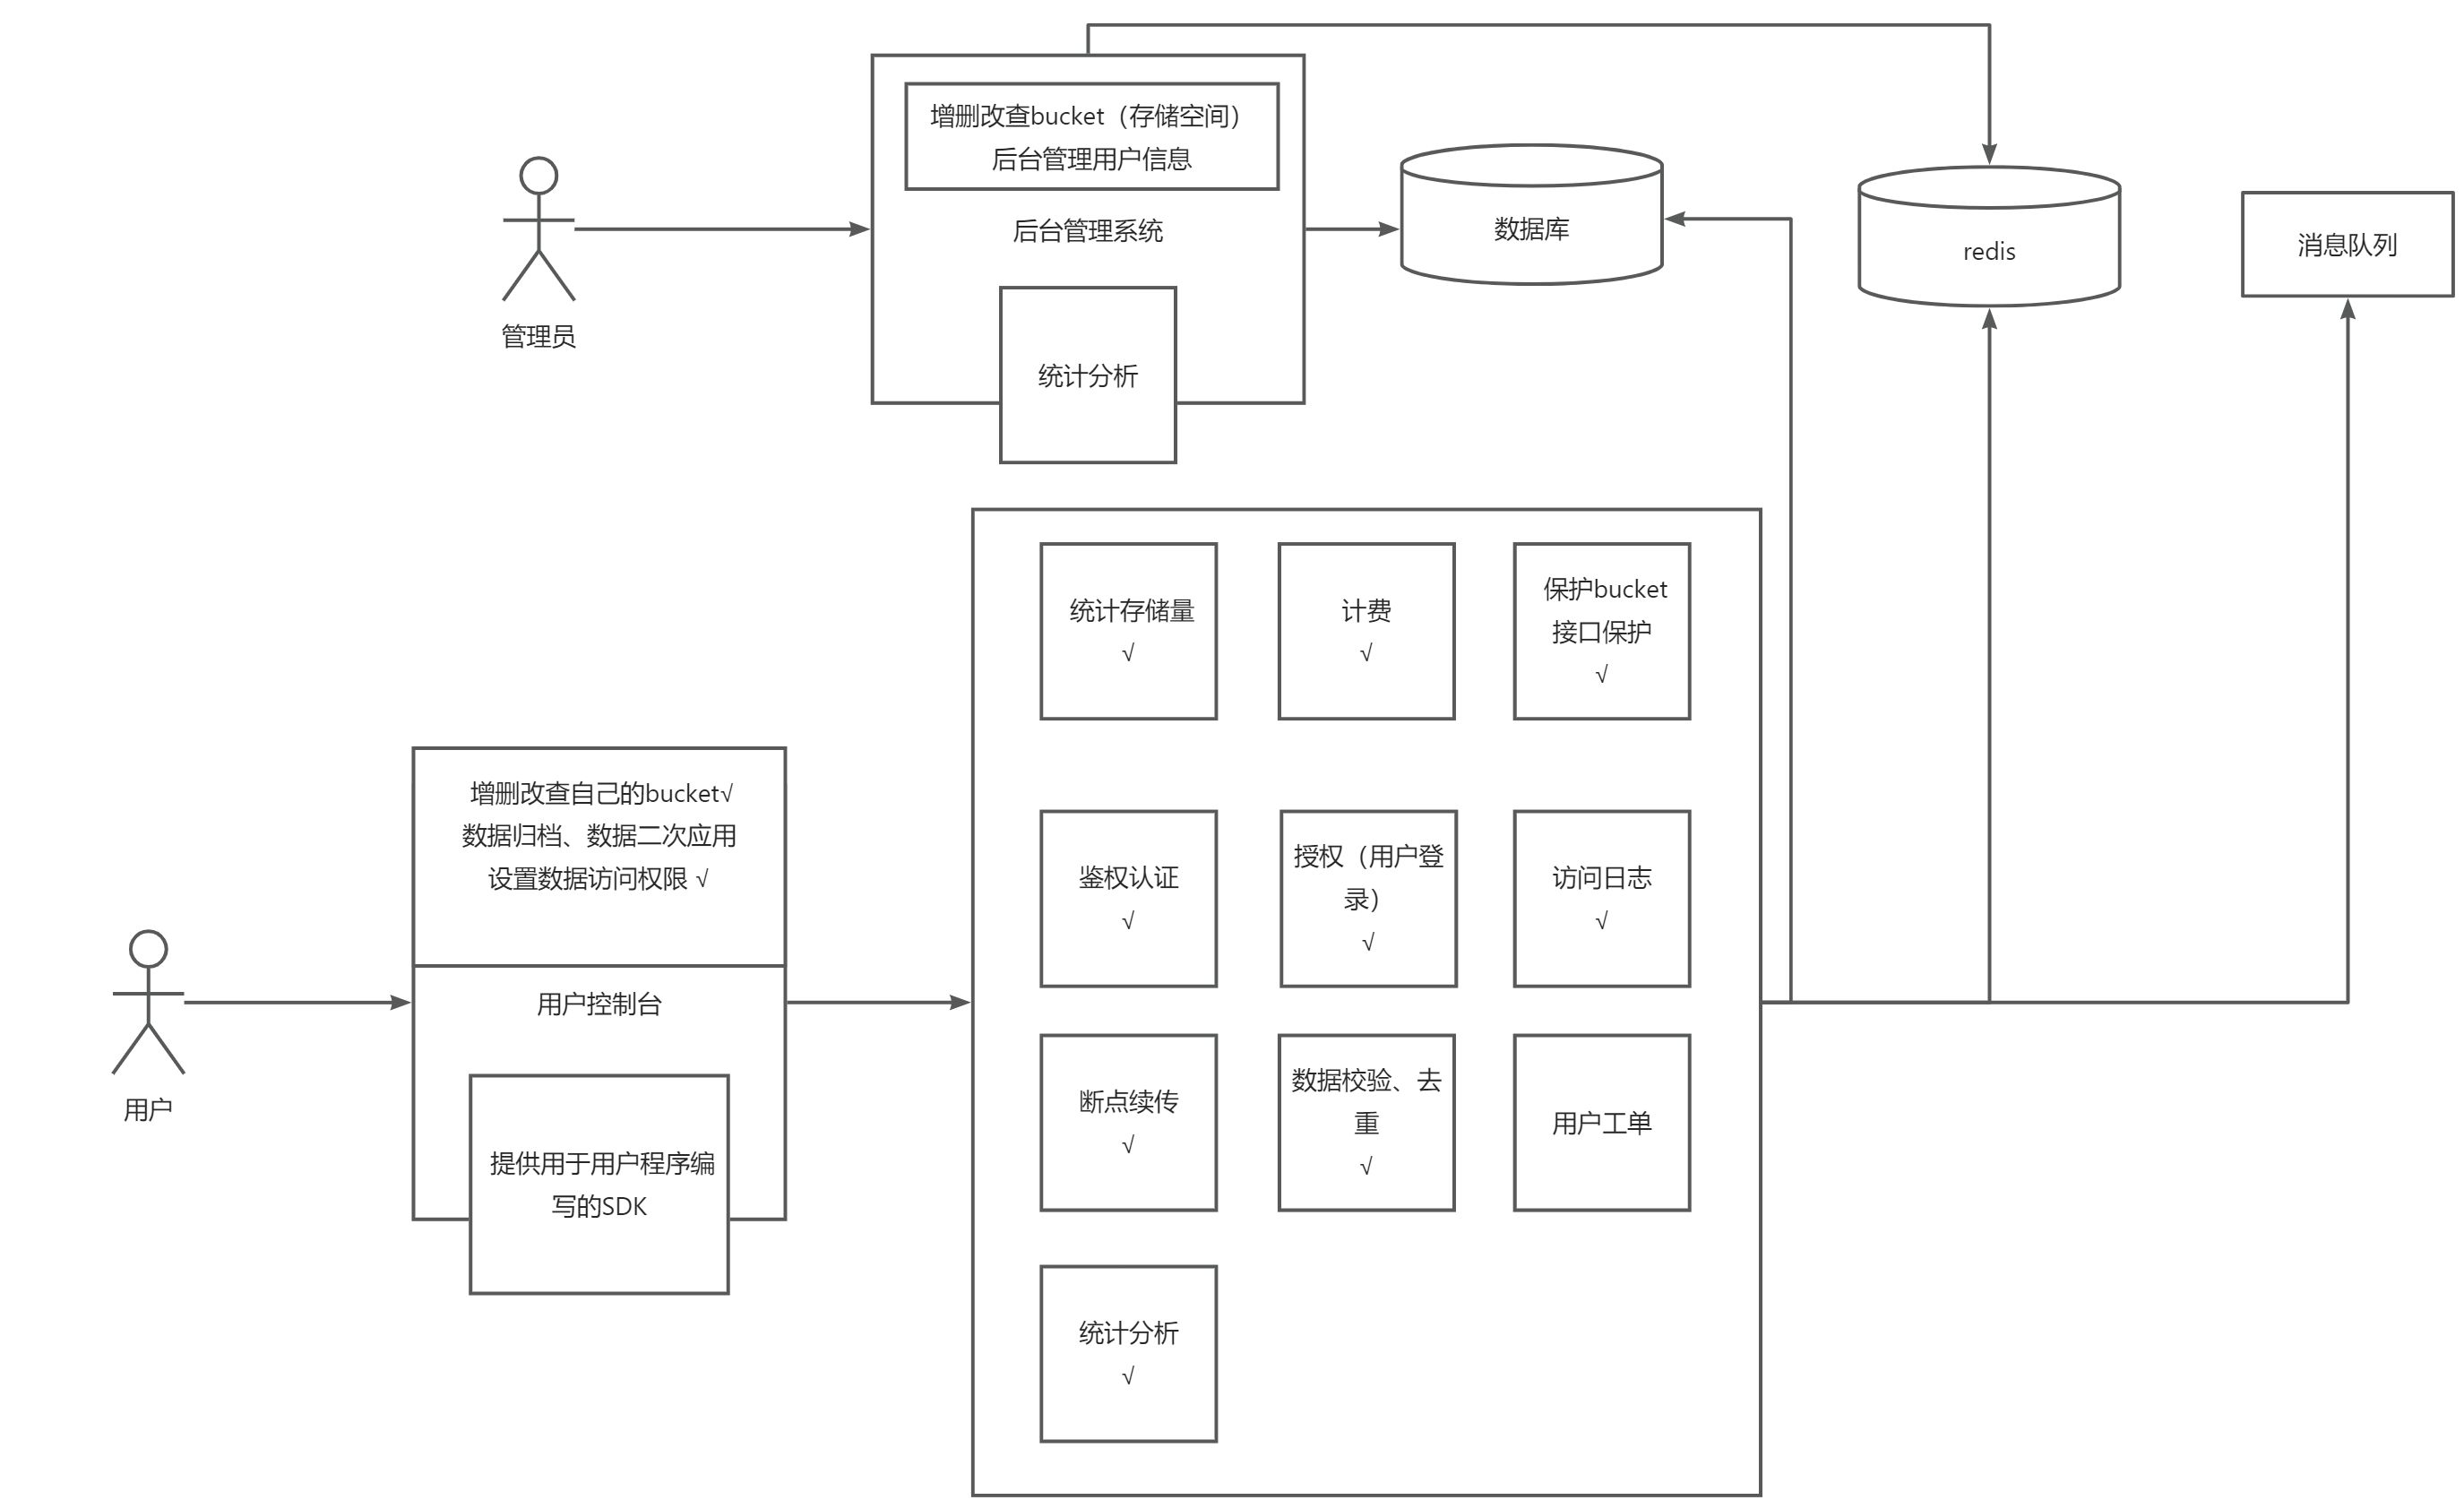 增删改查bucket（存储空间）
后台管理用户信息
后台管理系统
统计分析
管理员
数据库
redis
消息队列
统计存储量
√
计费
√
保护bucket
接口保护
√
增删改查自己的bucket√
数据归档、数据二次应用
设置数据访问权限 √
用户控制台
提供用于用户程序编
写的SDK
用户
鉴权认证
√
授权（用户登
录）
√
访问日志
√
断点续传
√
数据校验、去
重
√
用户工单
统计分析
√